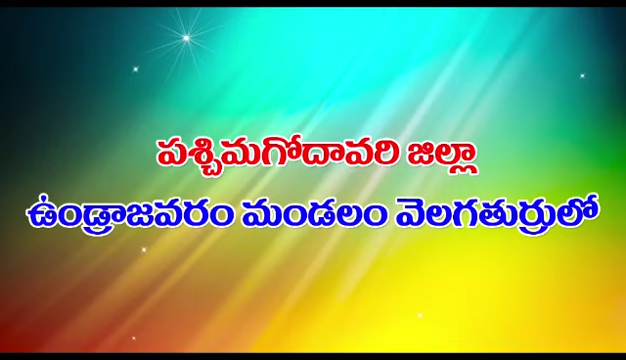 పశ్చిమగోదావరి జిల్లా
ఉండ్రాజవరం మండలం వెలగతుర్రులో